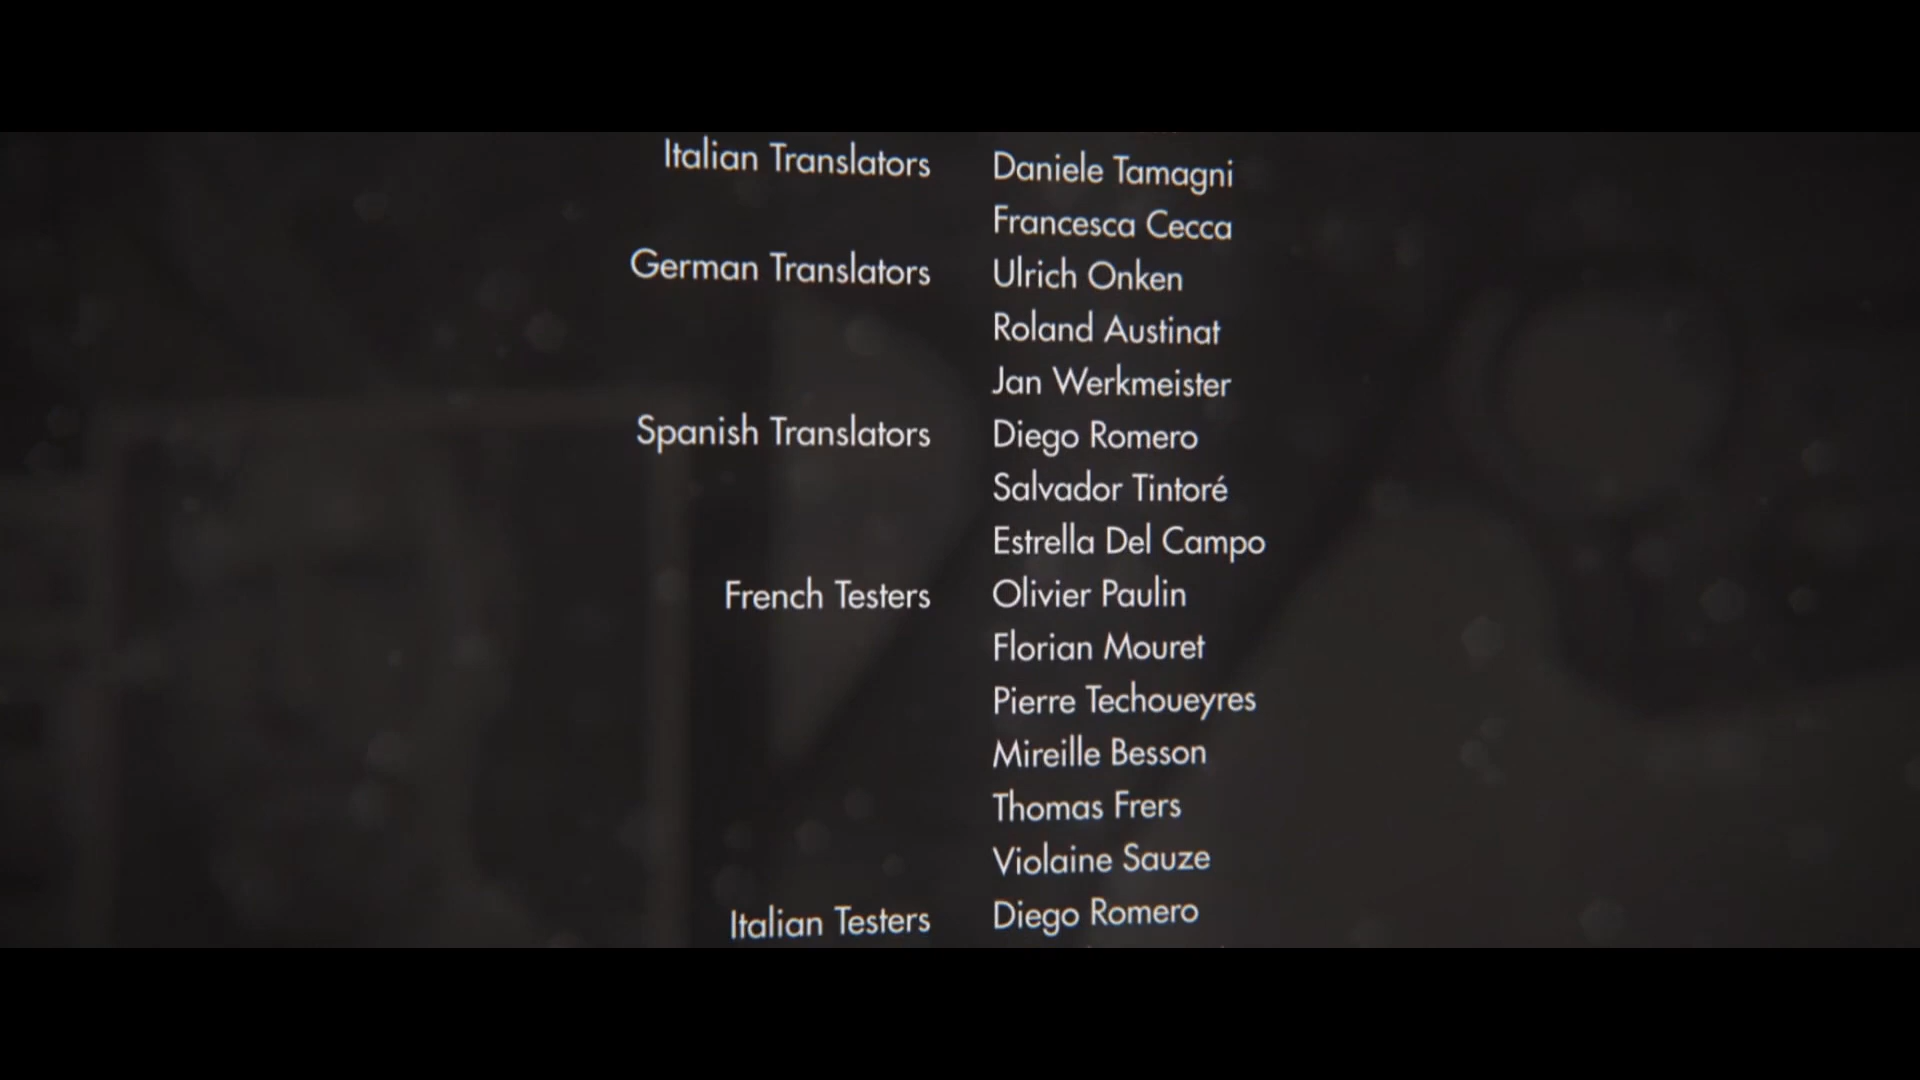 Italian Translators Daniele Tamagni
Francesca Cecca
German Translators Ulrich Onken
Roland Austinat
Jan Werkmeister
Spanish Translators Diego Romero
Salvador Tintoré
Estrella Del Campo
French Testers Olivier Paulin
Florian Mouret
Pierre Techoueyres
Mireille Besson
Thomas Frers
Violaine Sauze
Italian Testers Diego Romero